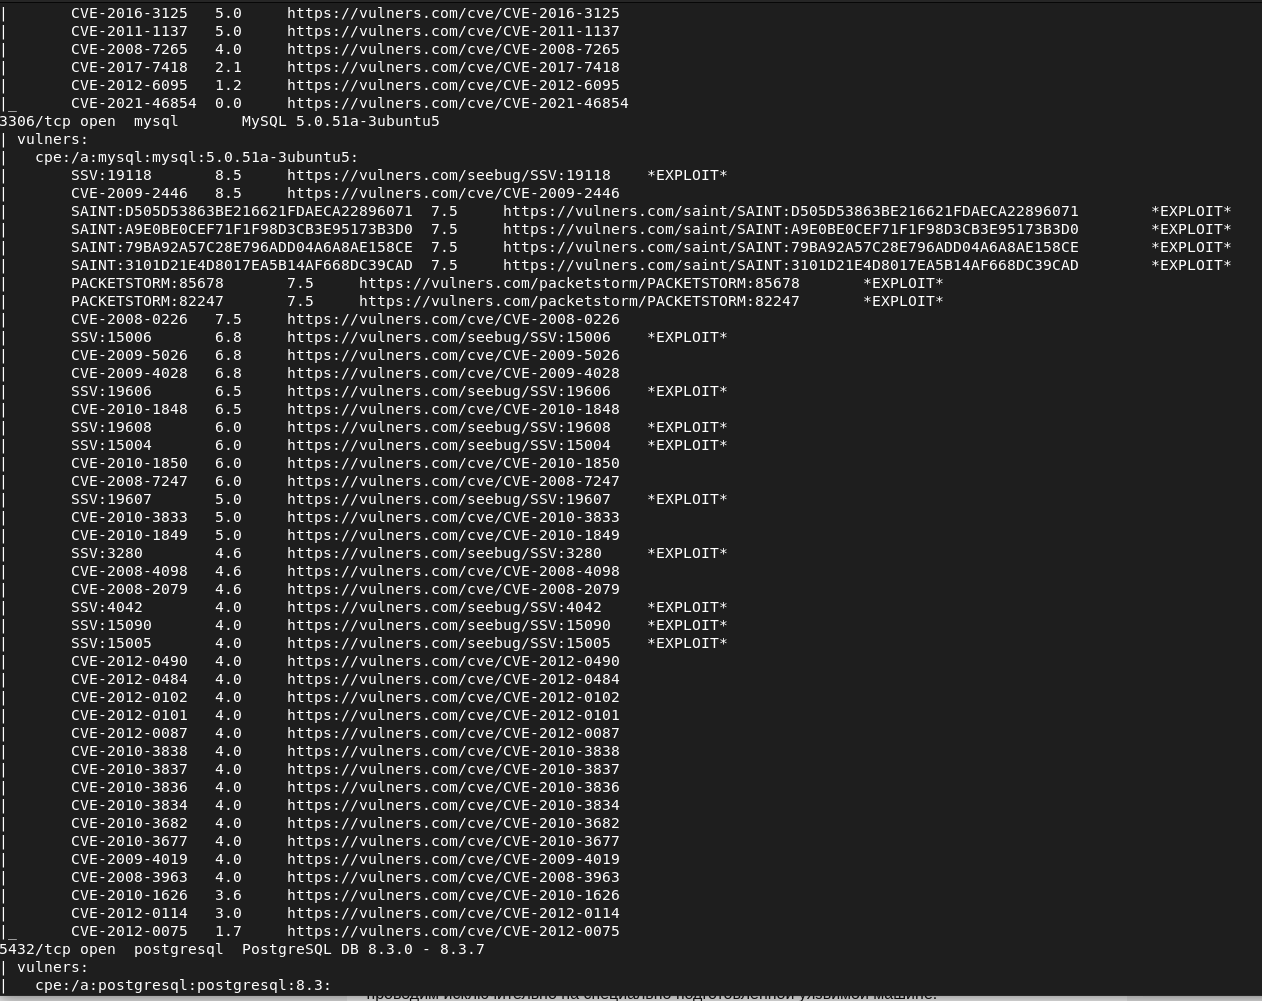 |       CVE-2016-3125   5.0     https://vulners.com/cve/CVE-2016-3125
|       CVE-2011-1137   5.0     https://vulners.com/cve/CVE-2011-1137
|       CVE-2008-7265   4.0     https://vulners.com/cve/CVE-2008-7265
|       CVE-2017-7418   2.1     https://vulners.com/cve/CVE-2017-7418
|       CVE-2012-6095   1.2     https://vulners.com/cve/CVE-2012-6095
|_      CVE-2021-46854  0.0     https://vulners.com/cve/CVE-2021-46854
3306/tcp open  mysql       MySQL 5.0.51a-3ubuntu5
| vulners:
|   cpe:/a:mysql:mysql:5.0.51a-3ubuntu5:
|       SSV:19118       8.5     https://vulners.com/seebug/SSV:19118    *EXPLOIT*
|       CVE-2009-2446   8.5     https://vulners.com/cve/CVE-2009-2446
|       SAINT:D505D53863BE216621FDAECA22896071  7.5     https://vulners.com/saint/SAINT:D505D53863BE216621FDAECA22896071        *EXPLOIT*
|       SAINT:A9E0BE0CEF71F1F98D3CB3E95173B3D0  7.5     https://vulners.com/saint/SAINT:A9E0BE0CEF71F1F98D3CB3E95173B3D0        *EXPLOIT*
|       SAINT:79BA92A57C28E796ADD04A6A8AE158CE  7.5     https://vulners.com/saint/SAINT:79BA92A57C28E796ADD04A6A8AE158CE        *EXPLOIT*
|       SAINT:3101D21E4D8017EA5B14AF668DC39CAD  7.5     https://vulners.com/saint/SAINT:3101D21E4D8017EA5B14AF668DC39CAD        *EXPLOIT*
|       PACKETSTORM:85678       7.5     https://vulners.com/packetstorm/PACKETSTORM:85678       *EXPLOIT*
|       PACKETSTORM:82247       7.5     https://vulners.com/packetstorm/PACKETSTORM:82247       *EXPLOIT*
|       CVE-2008-0226   7.5     https://vulners.com/cve/CVE-2008-0226
|       SSV:15006       6.8     https://vulners.com/seebug/SSV:15006    *EXPLOIT*
|       CVE-2009-5026   6.8     https://vulners.com/cve/CVE-2009-5026
|       CVE-2009-4028   6.8     https://vulners.com/cve/CVE-2009-4028
|       SSV:19606       6.5     https://vulners.com/seebug/SSV:19606    *EXPLOIT*
|       CVE-2010-1848   6.5     https://vulners.com/cve/CVE-2010-1848
|       SSV:19608       6.0     https://vulners.com/seebug/SSV:19608    *EXPLOIT*
|       SSV:15004       6.0     https://vulners.com/seebug/SSV:15004    *EXPLOIT*
|       CVE-2010-1850   6.0     https://vulners.com/cve/CVE-2010-1850
|       CVE-2008-7247   6.0     https://vulners.com/cve/CVE-2008-7247
|       SSV:19607       5.0     https://vulners.com/seebug/SSV:19607    *EXPLOIT*
|       CVE-2010-3833   5.0     https://vulners.com/cve/CVE-2010-3833
|       CVE-2010-1849   5.0     https://vulners.com/cve/CVE-2010-1849
|       SSV:3280        4.6     https://vulners.com/seebug/SSV:3280     *EXPLOIT*
|       CVE-2008-4098   4.6     https://vulners.com/cve/CVE-2008-4098
|       CVE-2008-2079   4.6     https://vulners.com/cve/CVE-2008-2079
|       SSV:4042        4.0     https://vulners.com/seebug/SSV:4042     *EXPLOIT*
|       SSV:15090       4.0     https://vulners.com/seebug/SSV:15090    *EXPLOIT*
|       SSV:15005       4.0     https://vulners.com/seebug/SSV:15005    *EXPLOIT*
|       CVE-2012-0490   4.0     https://vulners.com/cve/CVE-2012-0490
|       CVE-2012-0484   4.0     https://vulners.com/cve/CVE-2012-0484
|       CVE-2012-0102   4.0     https://vulners.com/cve/CVE-2012-0102
|       CVE-2012-0101   4.0     https://vulners.com/cve/CVE-2012-0101
|       CVE-2012-0087   4.0     https://vulners.com/cve/CVE-2012-0087
|       CVE-2010-3838   4.0     https://vulners.com/cve/CVE-2010-3838
|       CVE-2010-3837   4.0     https://vulners.com/cve/CVE-2010-3837
|       CVE-2010-3836   4.0     https://vulners.com/cve/CVE-2010-3836
|       CVE-2010-3834   4.0     https://vulners.com/cve/CVE-2010-3834
|       CVE-2010-3682   4.0     https://vulners.com/cve/CVE-2010-3682
|       CVE-2010-3677   4.0     https://vulners.com/cve/CVE-2010-3677
|       CVE-2009-4019   4.0     https://vulners.com/cve/CVE-2009-4019
|       CVE-2008-3963   4.0     https://vulners.com/cve/CVE-2008-3963
|       CVE-2010-1626   3.6     https://vulners.com/cve/CVE-2010-1626
|       CVE-2012-0114   3.0     https://vulners.com/cve/CVE-2012-0114
|_      CVE-2012-0075   1.7     https://vulners.com/cve/CVE-2012-0075
5432/tcp open  postgresql  PostgreSQL DB 8.3.0 - 8.3.7
| vulners:
|   cpe:/a:postgresql:postgresql:8.3:
проводим исключительно на специально подготовленной уязвимой машине.